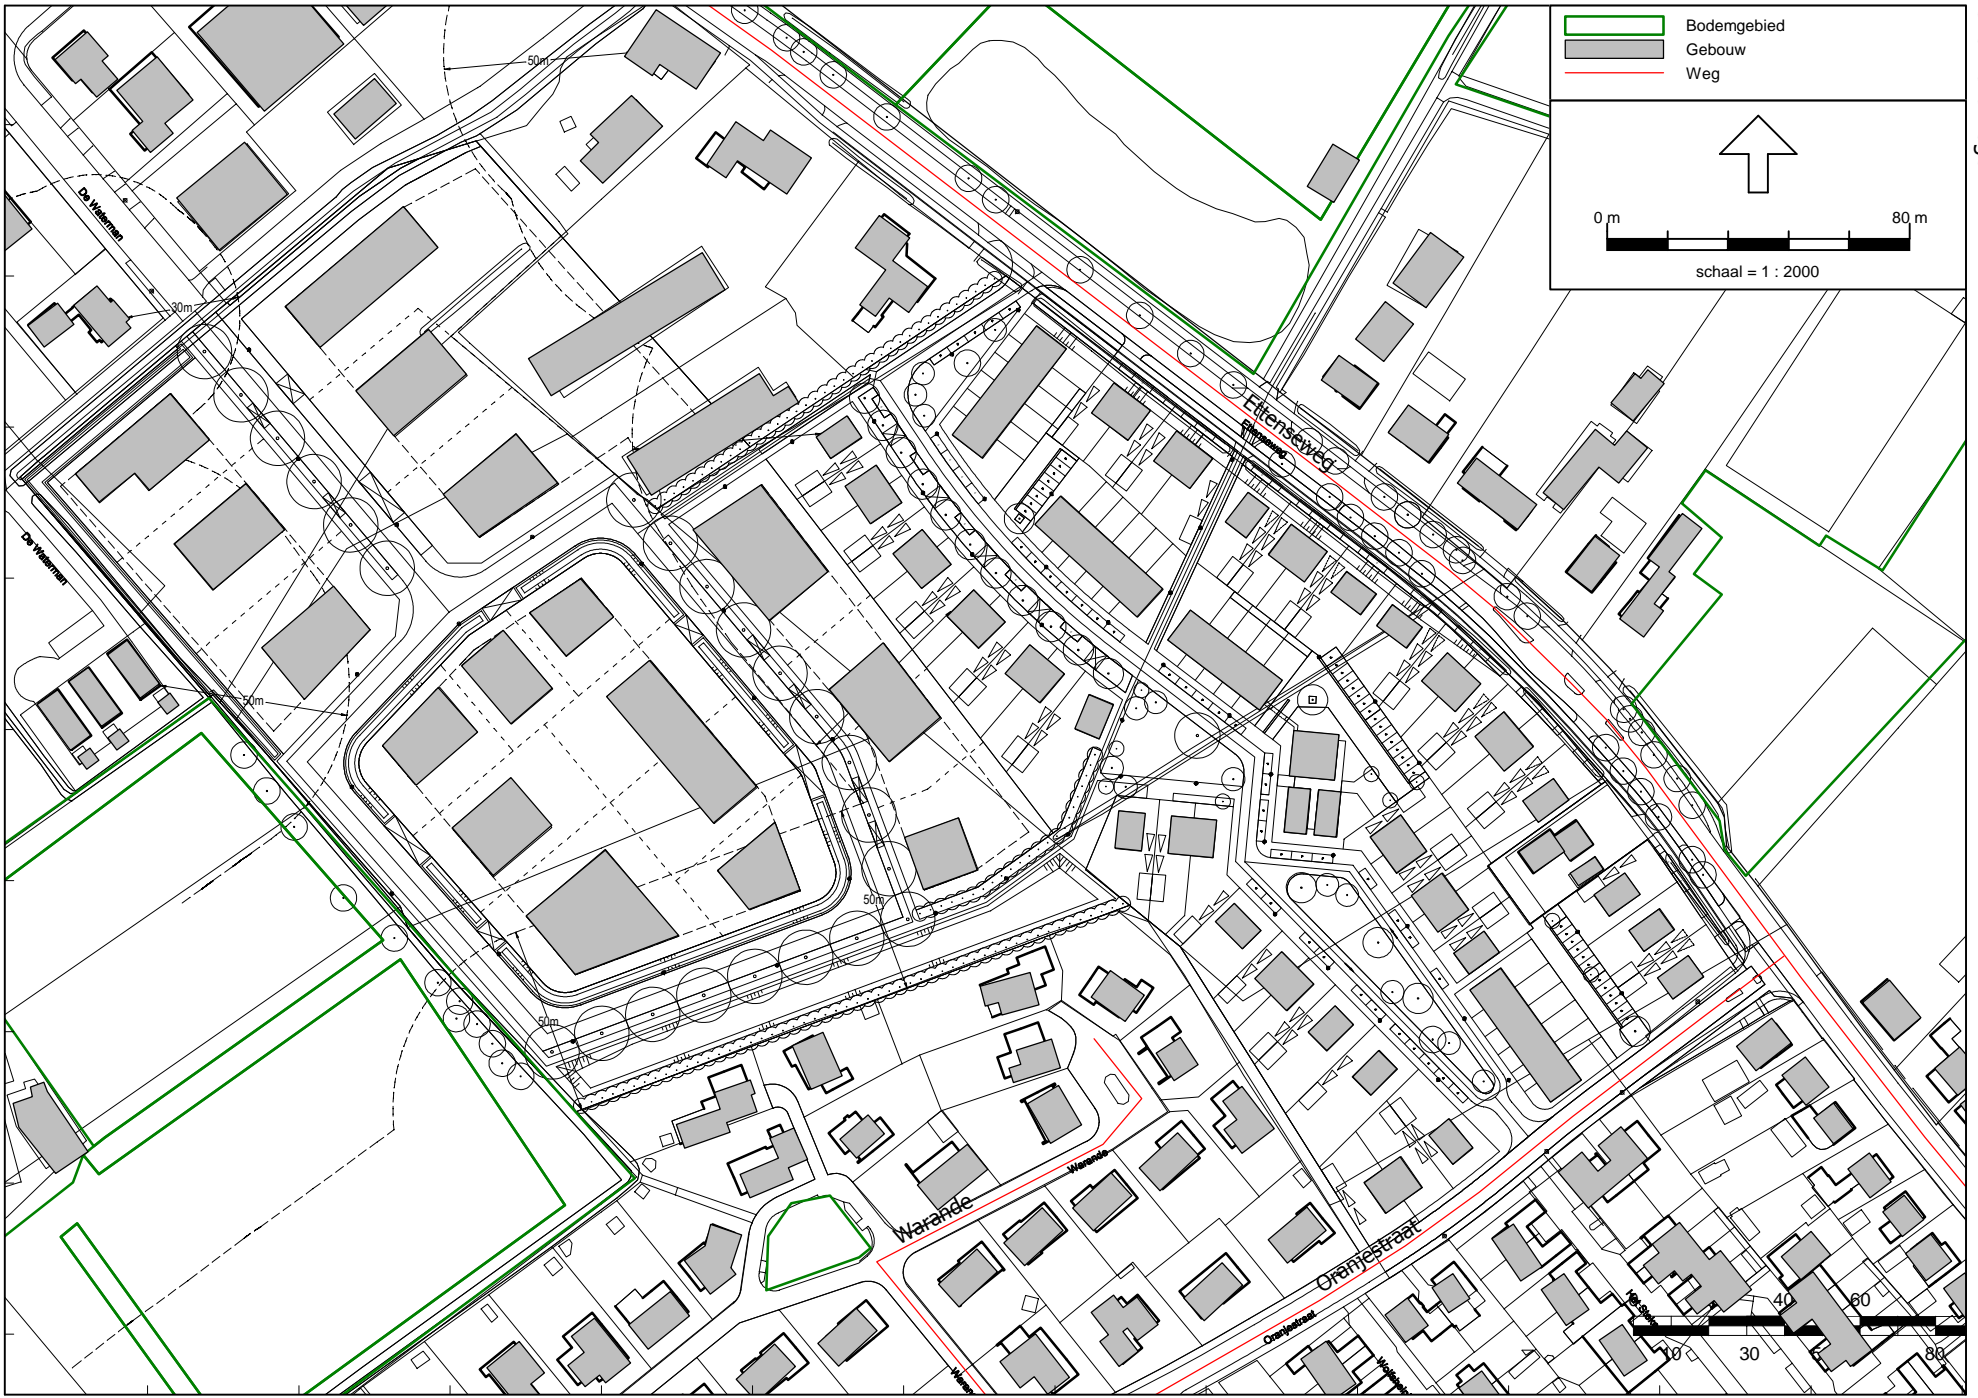 Bodemgebied
Gebouw
Weg
0 m 80 m
schaal = 1 : 2000
50m
De Waterman
30m
Ettenseweg
Ettenseweg
De Waterman
50m
50m
50m
Warande
Warande
Oranjestraat
Oranjestraat
40 60
10 30 80